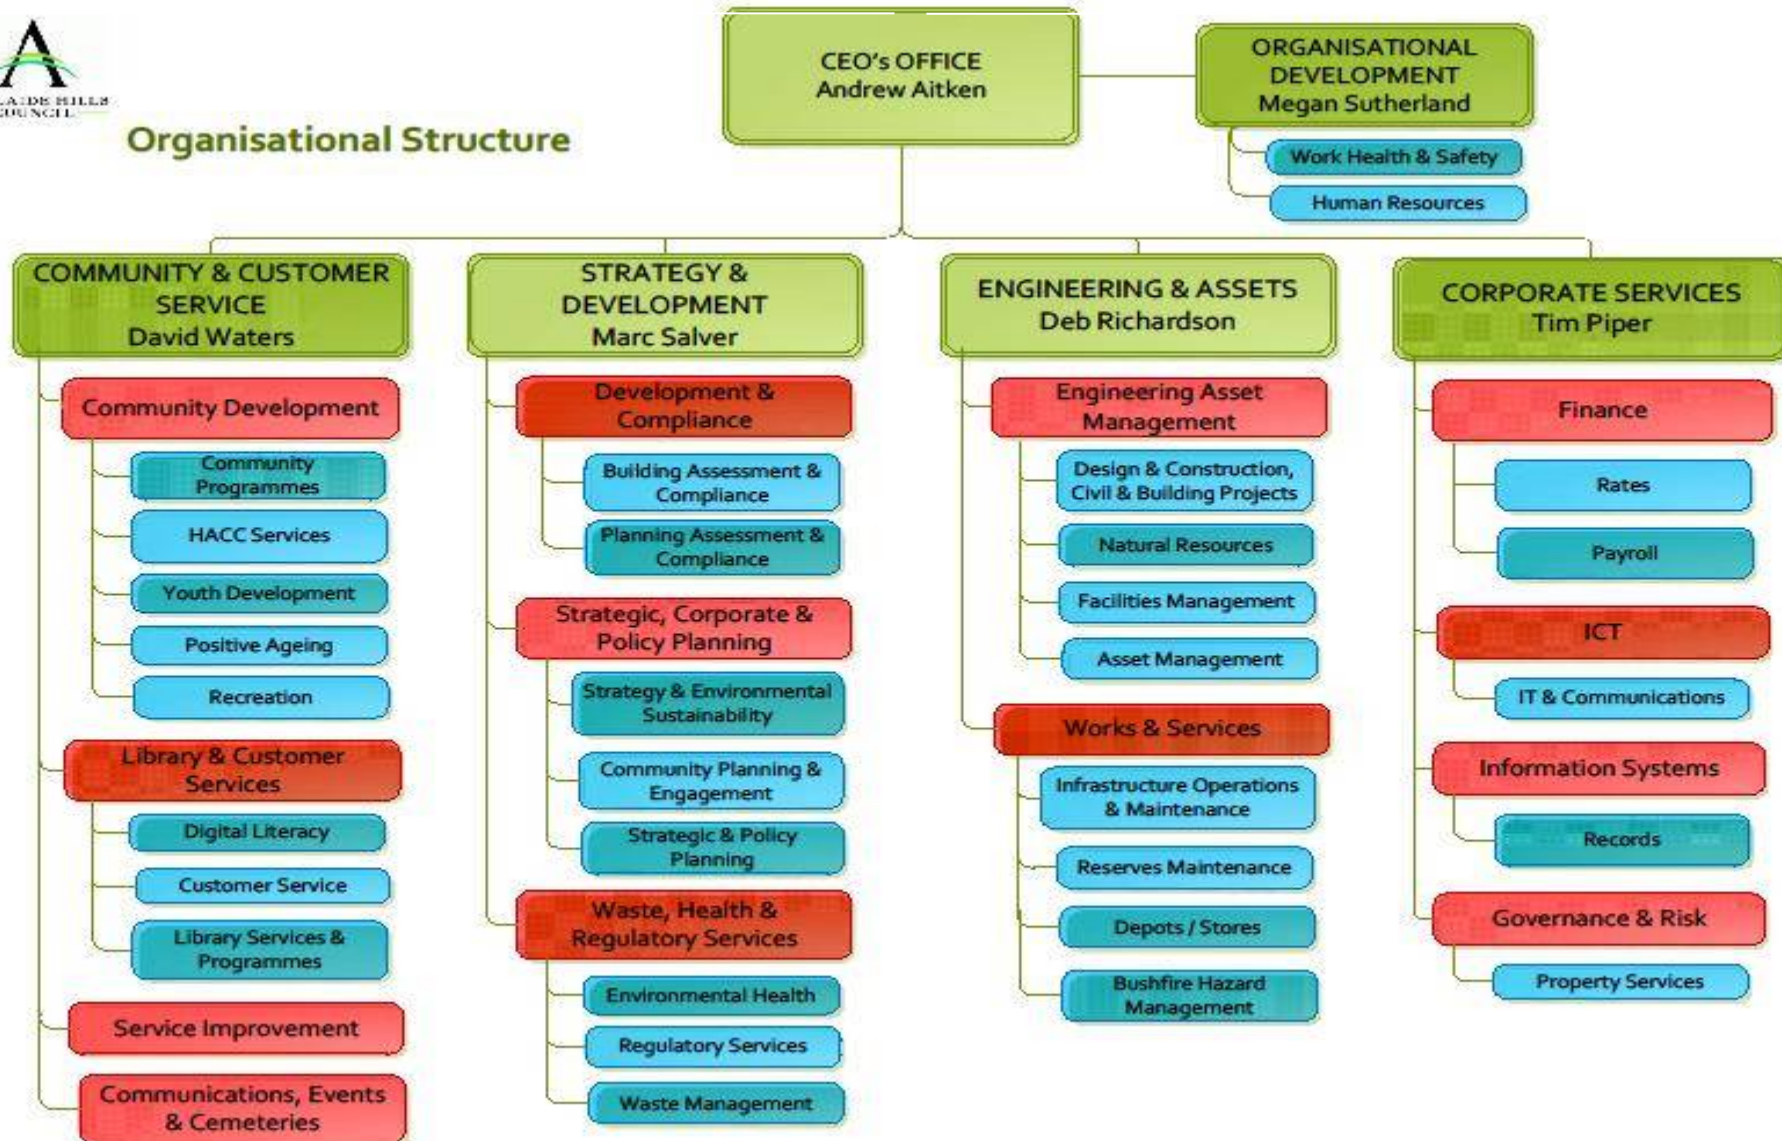 A
COUNCIL
Organisational Structure
CEO's OFFICE
Andrew Aitken
ORGANISATIONAL
DEVELOPMENT
Megan Sutherland
Work Health & Safety
Human Resources
COMMUNITY & CUSTOMER
SERVICE
David Waters
Community Development
Community
Programmes
HACC Services
Youth Development
Positive Ageing
Recreation
Library & Customer
Services
Digital Literacy
Customer Service
Library Services &
Programmes
Service Improvement
Communications, Events
& Cemeteries
STRATEGY &
DEVELOPMENT
Marc Salver
Development &
Compliance
Building Assessment &
Compliance
Planning Assessment &
Compliance
Strategic, Corporate &
Policy Planning
Strategy & Environmental
Sustainability
Community Planning &
Engagement
Strategic & Policy
Planning
Waste, Health &
Regulatory Services
Environmental Health
Regulatory Services
Waste Management
ENGINEERING & ASSETS
Deb Richardson
Engineering Asset
Management
Design & Construction,
Civil & Building Projects
Natural Resources
Facilities Management
Asset Management
Works & Services
Infrastructure Operations
& Maintenance
Reserves Maintenance
Depots / Stores
Bushfire Hazard
Management
CORPORATE SERVICES
Tim Piper
Finance
Rates
Payroll
ICT
IT & Communications
Information Systems
Records
Governance & Risk
Property Services